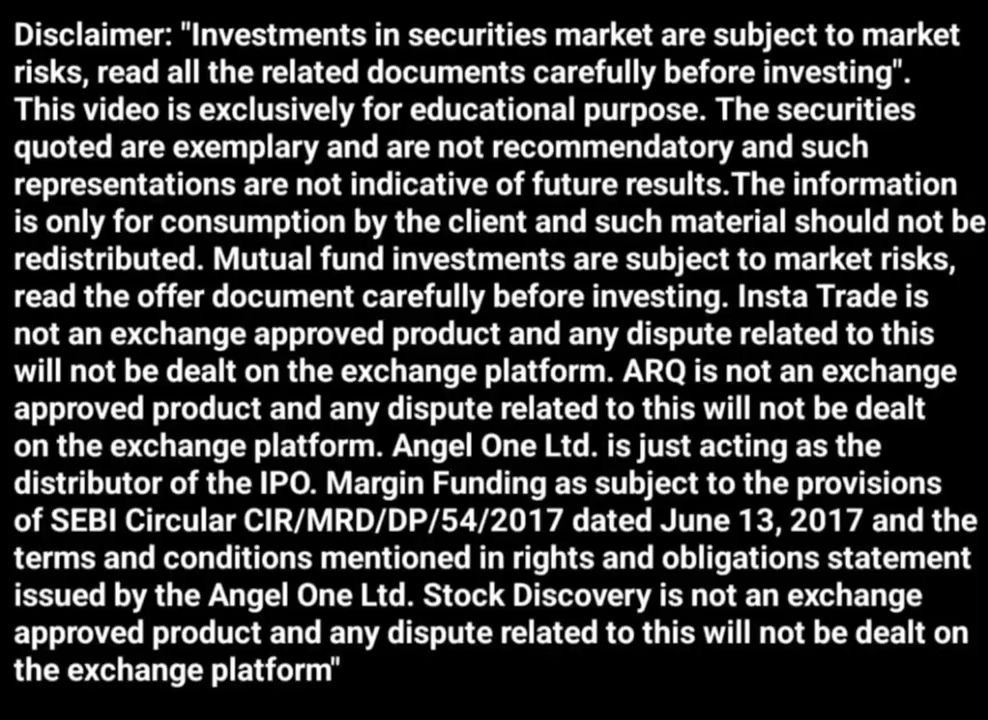 Disclaimer: "Investments in securities market are subject to market
risks, read all the related documents carefully before investing".
This video is exclusively for educational purpose. The securities
quoted are exemplary and are not recommendatory and such
representations are not indicative of future results.The information
is only for consumption by the client and such material should not be
redistributed. Mutual fund investments are subject to market risks,
read the offer document carefully before investing. Insta Trade is
not an exchange approved product and any dispute related to this
will not be dealt on the exchange platform. ARQ is not an exchange
approved product and any dispute related to this will not be dealt
on the exchange platform. Angel One Ltd. is just acting as the
distributor of the IPO. Margin Funding as subject to the provisions
of SEBI Circular CIR/MRD/DP/54/2017 dated June 13, 2017 and the
terms and conditions mentioned in rights and obligations statement
issued by the Angel One Ltd. Stock Discovery is not an exchange
approved product and any dispute related to this will not be dealt on
the exchange platform"